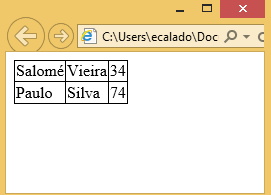 C:\Users\ecalado\Doc
Salomé Vieira 34
Paulo Silva 74